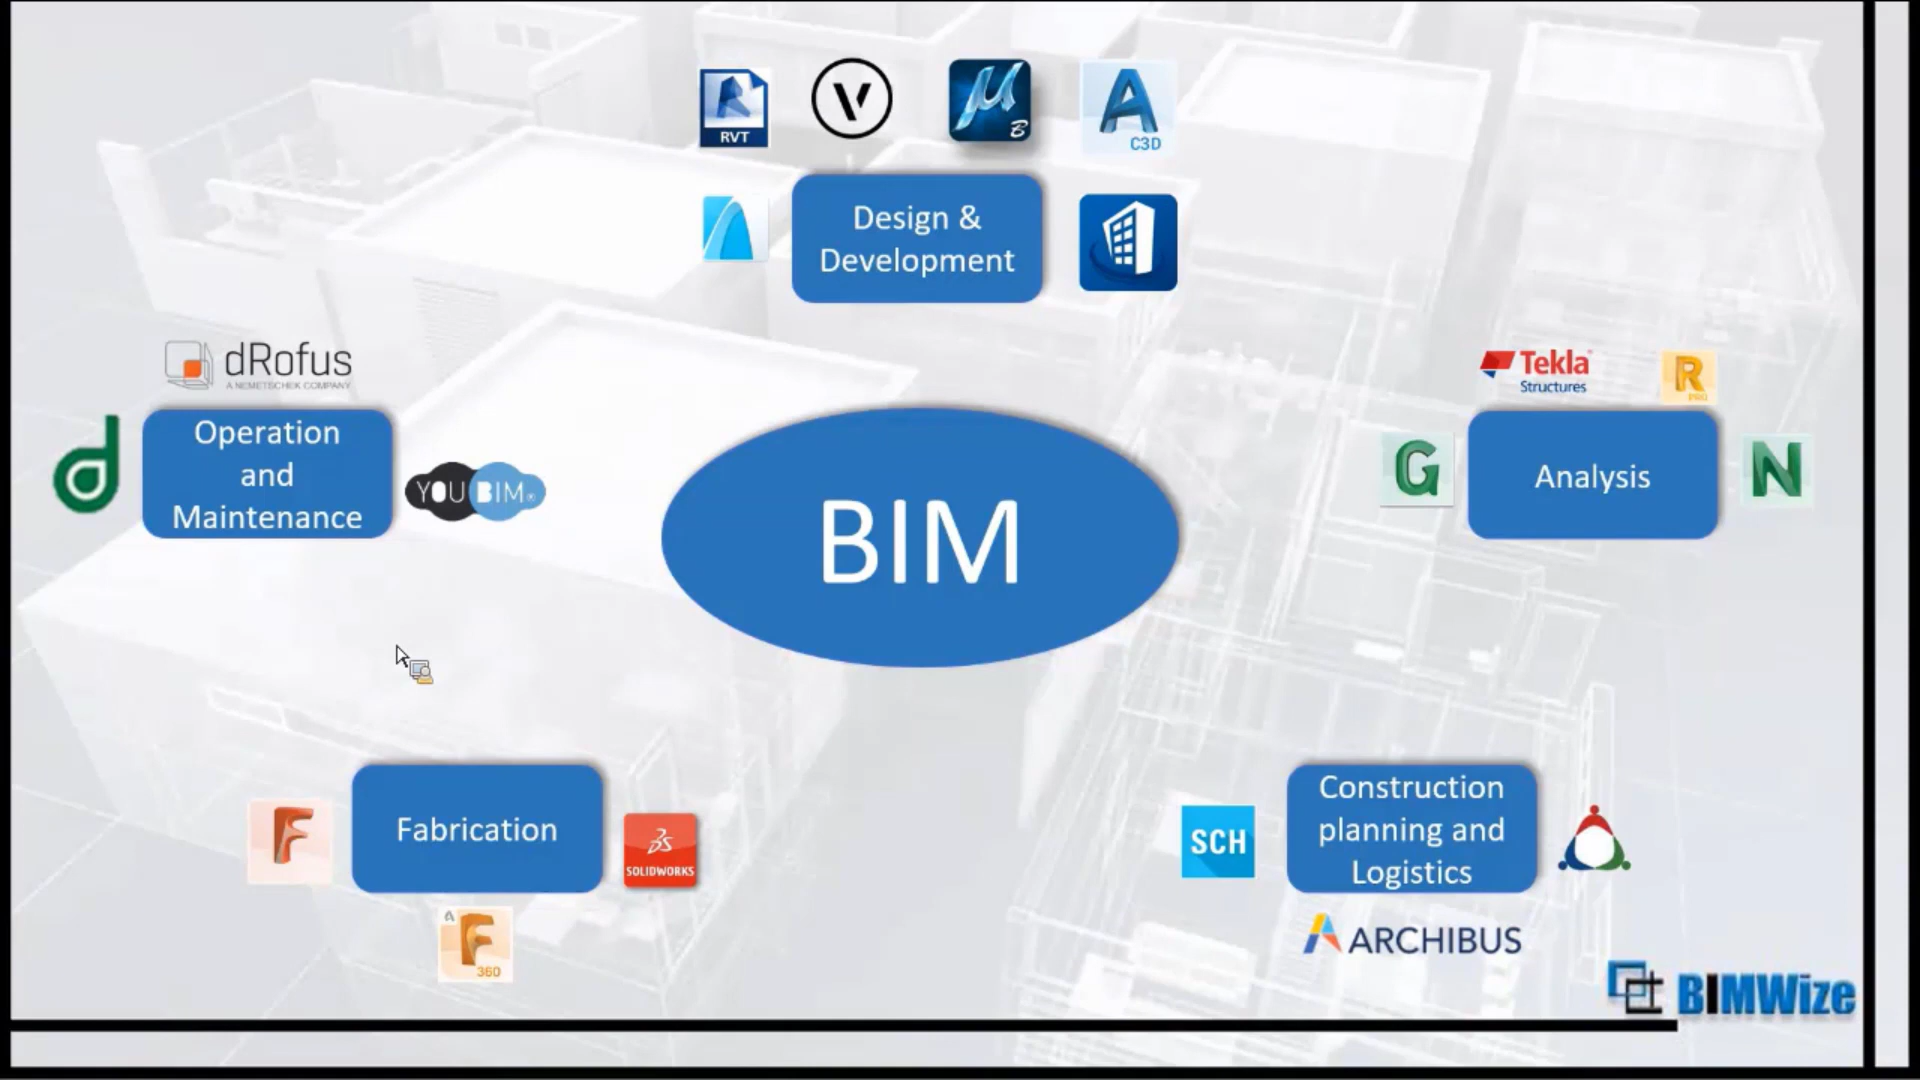 RVT
B
C3D
Design &
Development
dRofus
A NEMETSCHEK COMPANY
Operation
and
Maintenance
YOUBIM®
Tekla
Structures
R
PRO
G
Analysis
N
BIM
F
Fabrication
SOLIDWORKS
A
F
360
SCH
Construction
planning and
Logistics
ARCHIBUS
BIMWize